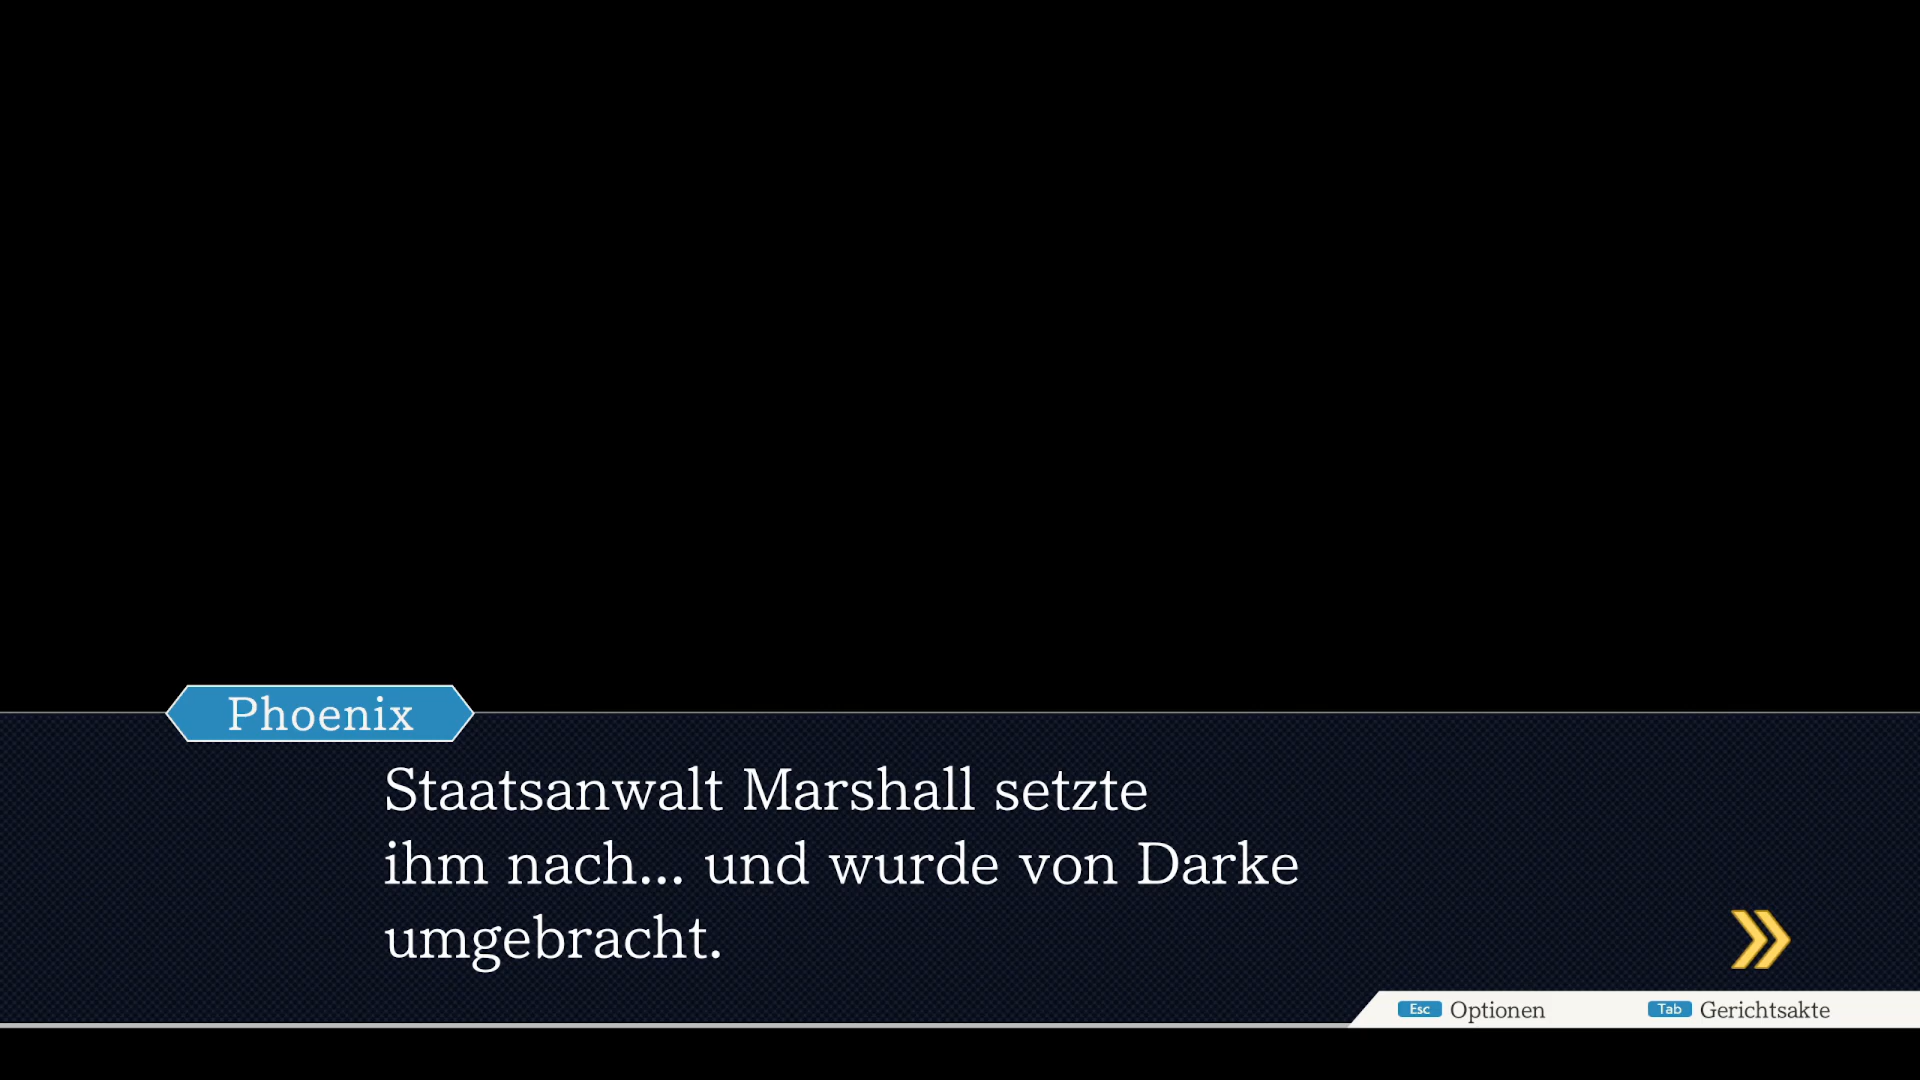 Phoenix
Staatsanwalt Marshall setzte
ihm nach... und wurde von Darke
umgebracht.
Esc Optionen Tab Gerichtsakte